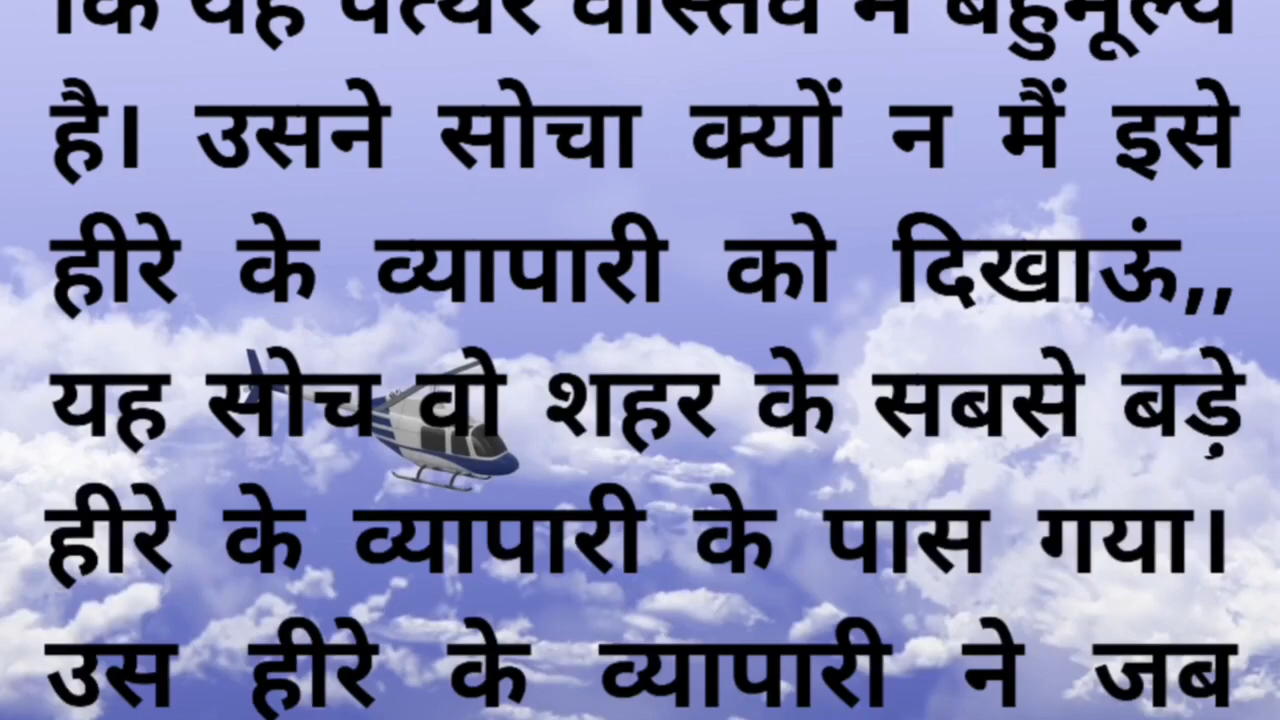 कि यह पत्थर वास्तव में बहुमूल्य
है। उसने सोचा क्यों न मैं इसे
हीरे के व्यापारी को दिखाऊं,,
यह सोच वो शहर के सबसे बड़े
हीरे के व्यापारी के पास गया।
उस हीरे के व्यापारी ने जब